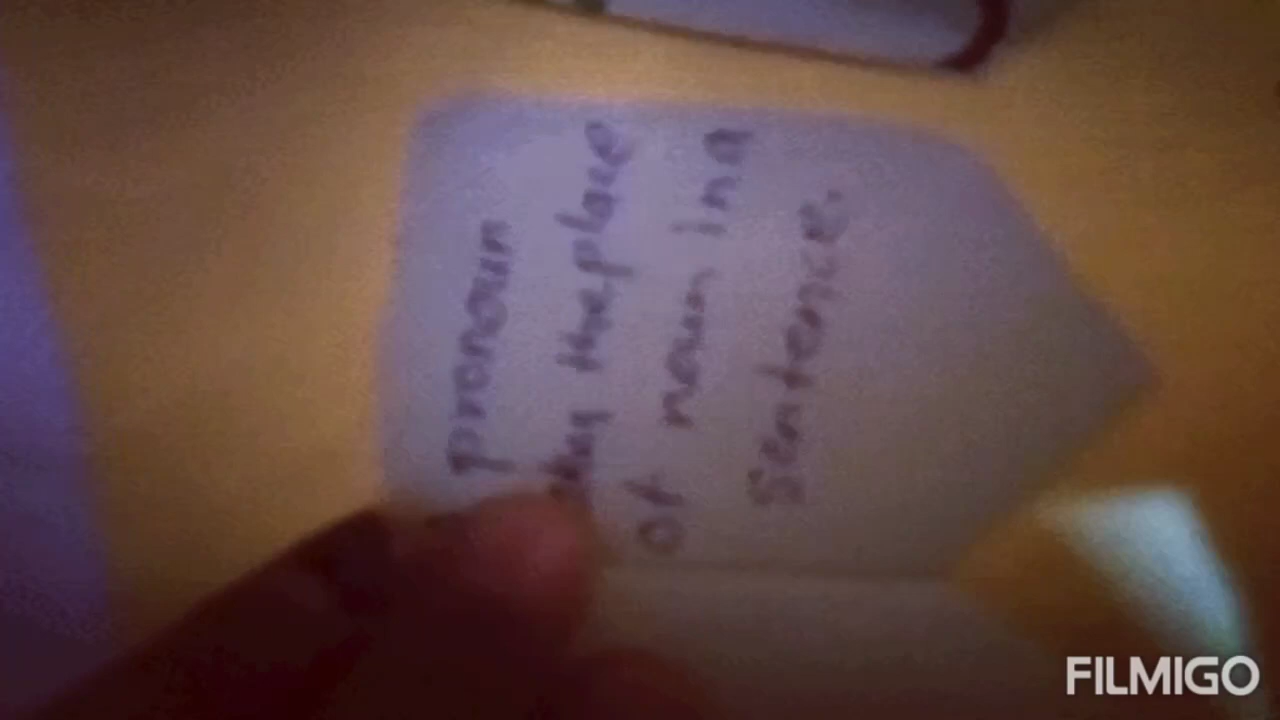 pronoun
the place
of noun in a
sentence.
FILMIGO